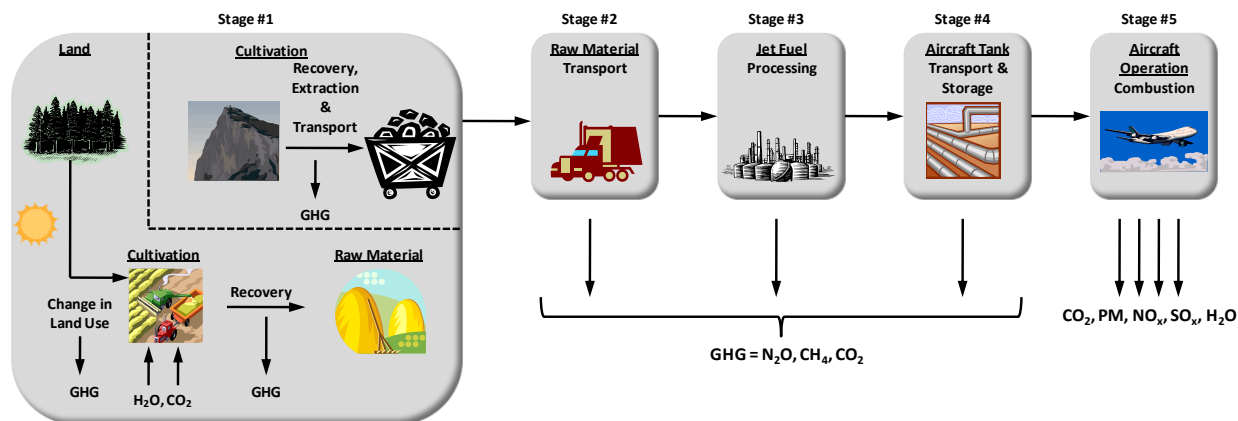 Stage #1
Stage #2
Stage #3
Stage #4
Stage #5
Land
Cultivation
Recovery,
Extraction
&
Transport
GHG
Cultivation
Raw Material
Change in
Land Use
Recovery
GHG
H₂O, CO₂
GHG
Raw Material
Transport
Jet Fuel
Processing
Aircraft Tank
Transport &
Storage
Aircraft
Operation
Combustion
GHG = N₂O, CH₄, CO₂
CO₂, PM, NOₓ, SOₓ, H₂O